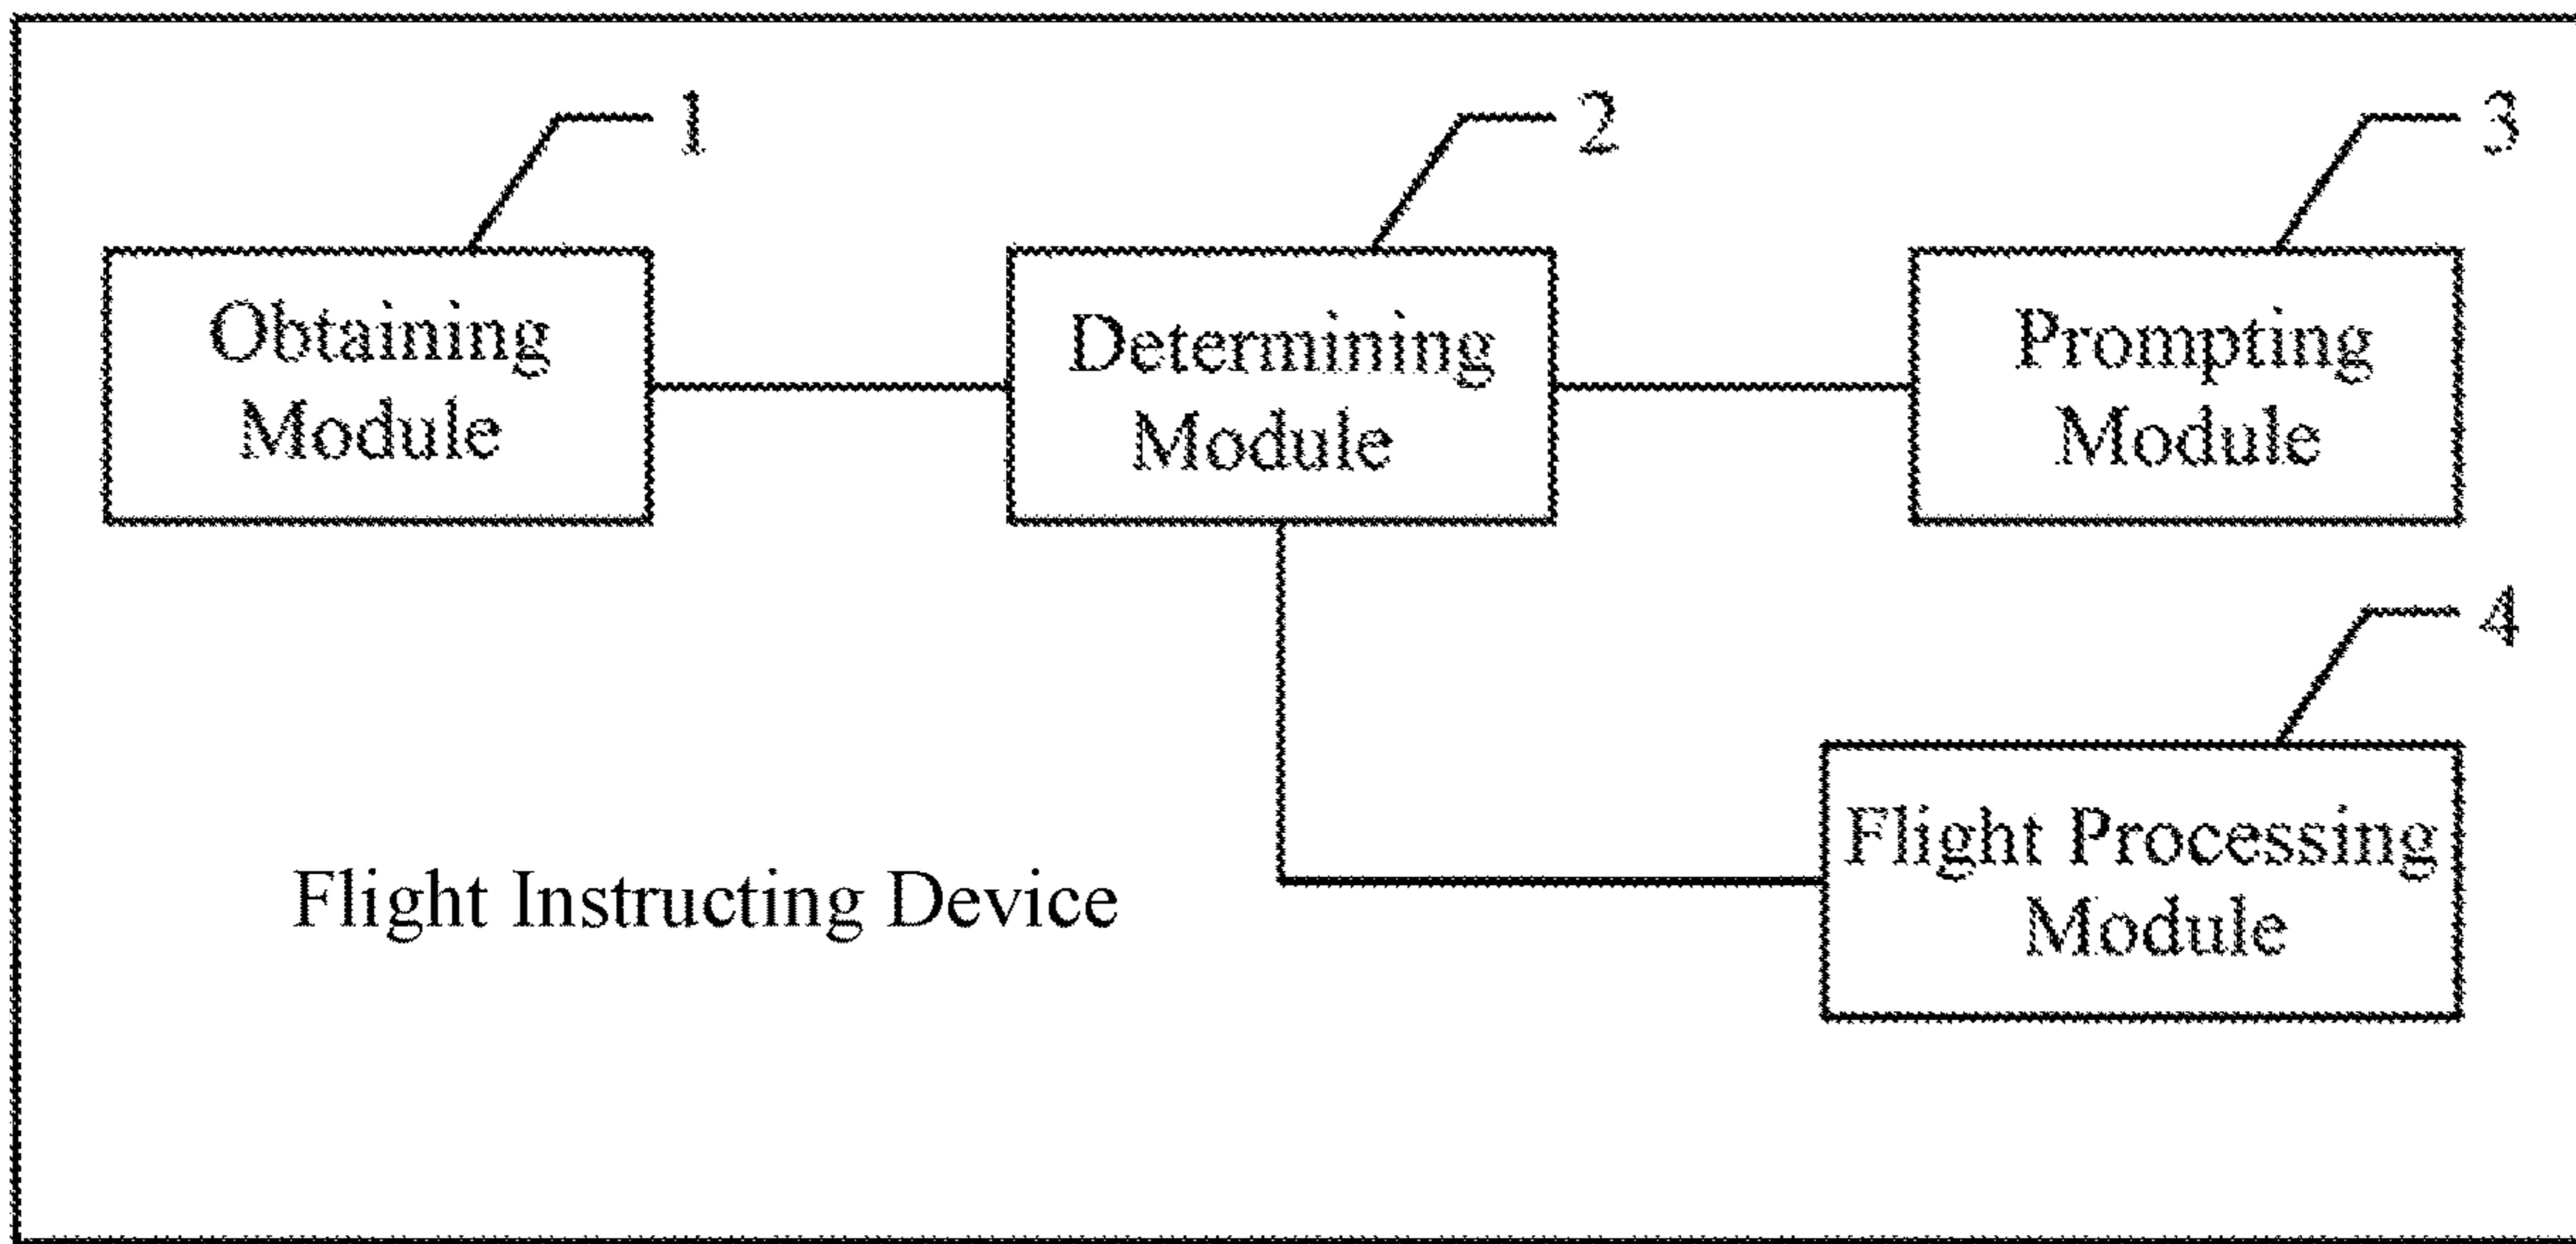 1
2
3
Obtaining
Module
Determining
Module
Prompting
Module
4
Flight Processing
Module
Flight Instructing Device